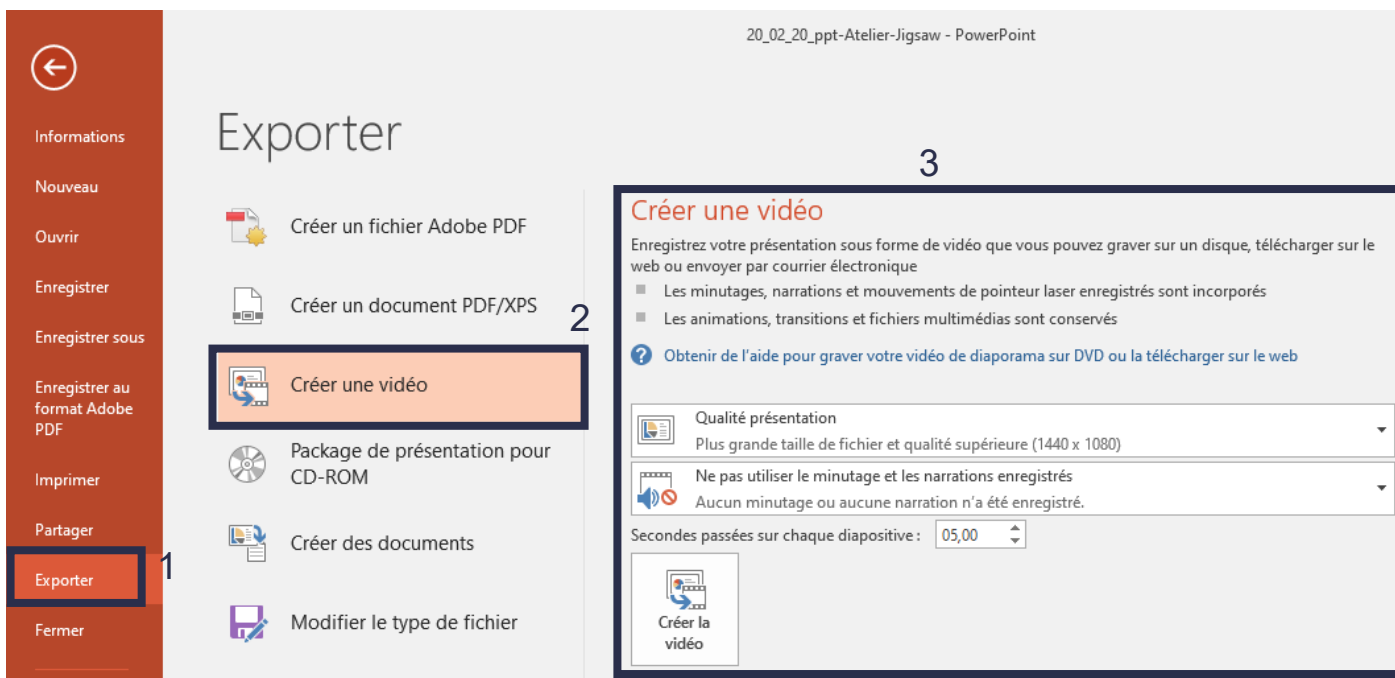 20_02_20_ppt-Atelier-Jigsaw - PowerPoint
Informations
Nouveau
Ouvrir
Enregistrer
Enregistrer sous
Enregistrer au
format Adobe
PDF
Imprimer
Partager
Exporter
1
Fermer
Exporter
Créer un fichier Adobe PDF
Créer un document PDF/XPS
2
Créer une vidéo
Package de présentation pour
CD-ROM
Créer des documents
Modifier le type de fichier
3
Créer une vidéo
Enregistrez votre présentation sous forme de vidéo que vous pouvez graver sur un disque, télécharger sur le
web ou envoyer par courrier électronique
Les minutages, narrations et mouvements de pointeur laser enregistrés sont incorporés
Les animations, transitions et fichiers multimédias sont conservés
? Obtenir de l'aide pour graver votre vidéo de diaporama sur DVD ou la télécharger sur le web
Qualité présentation
Plus grande taille de fichier et qualité supérieure (1440 x 1080)
Ne pas utiliser le minutage et les narrations enregistrés
Aucun minutage ou aucune narration n'a été enregistré.
Secondes passées sur chaque diapositive : 05,00
Créer la
vidéo